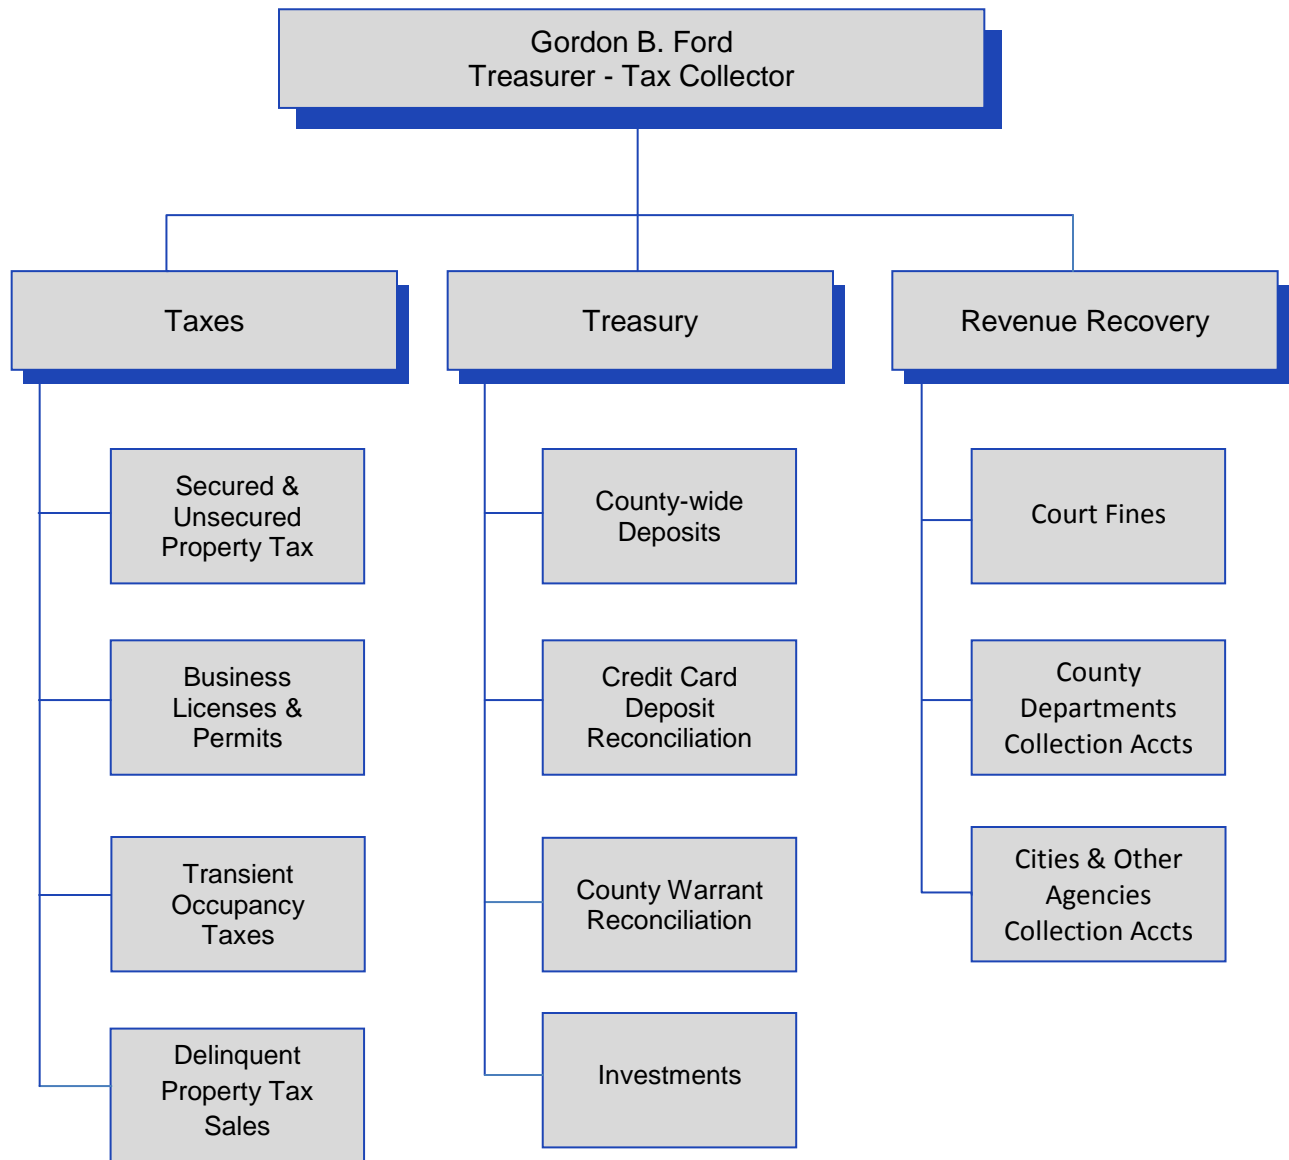 Gordon B. Ford
Treasurer - Tax Collector
Taxes
Treasury
Revenue Recovery
Secured &
Unsecured
Property Tax
County-wide
Deposits
Court Fines
Business
Licenses &
Permits
Credit Card
Deposit
Reconciliation
County
Departments
Collection Accts
Transient
Occupancy
Taxes
County Warrant
Reconciliation
Cities & Other
Agencies
Collection Accts
Delinquent
Property Tax
Sales
Investments